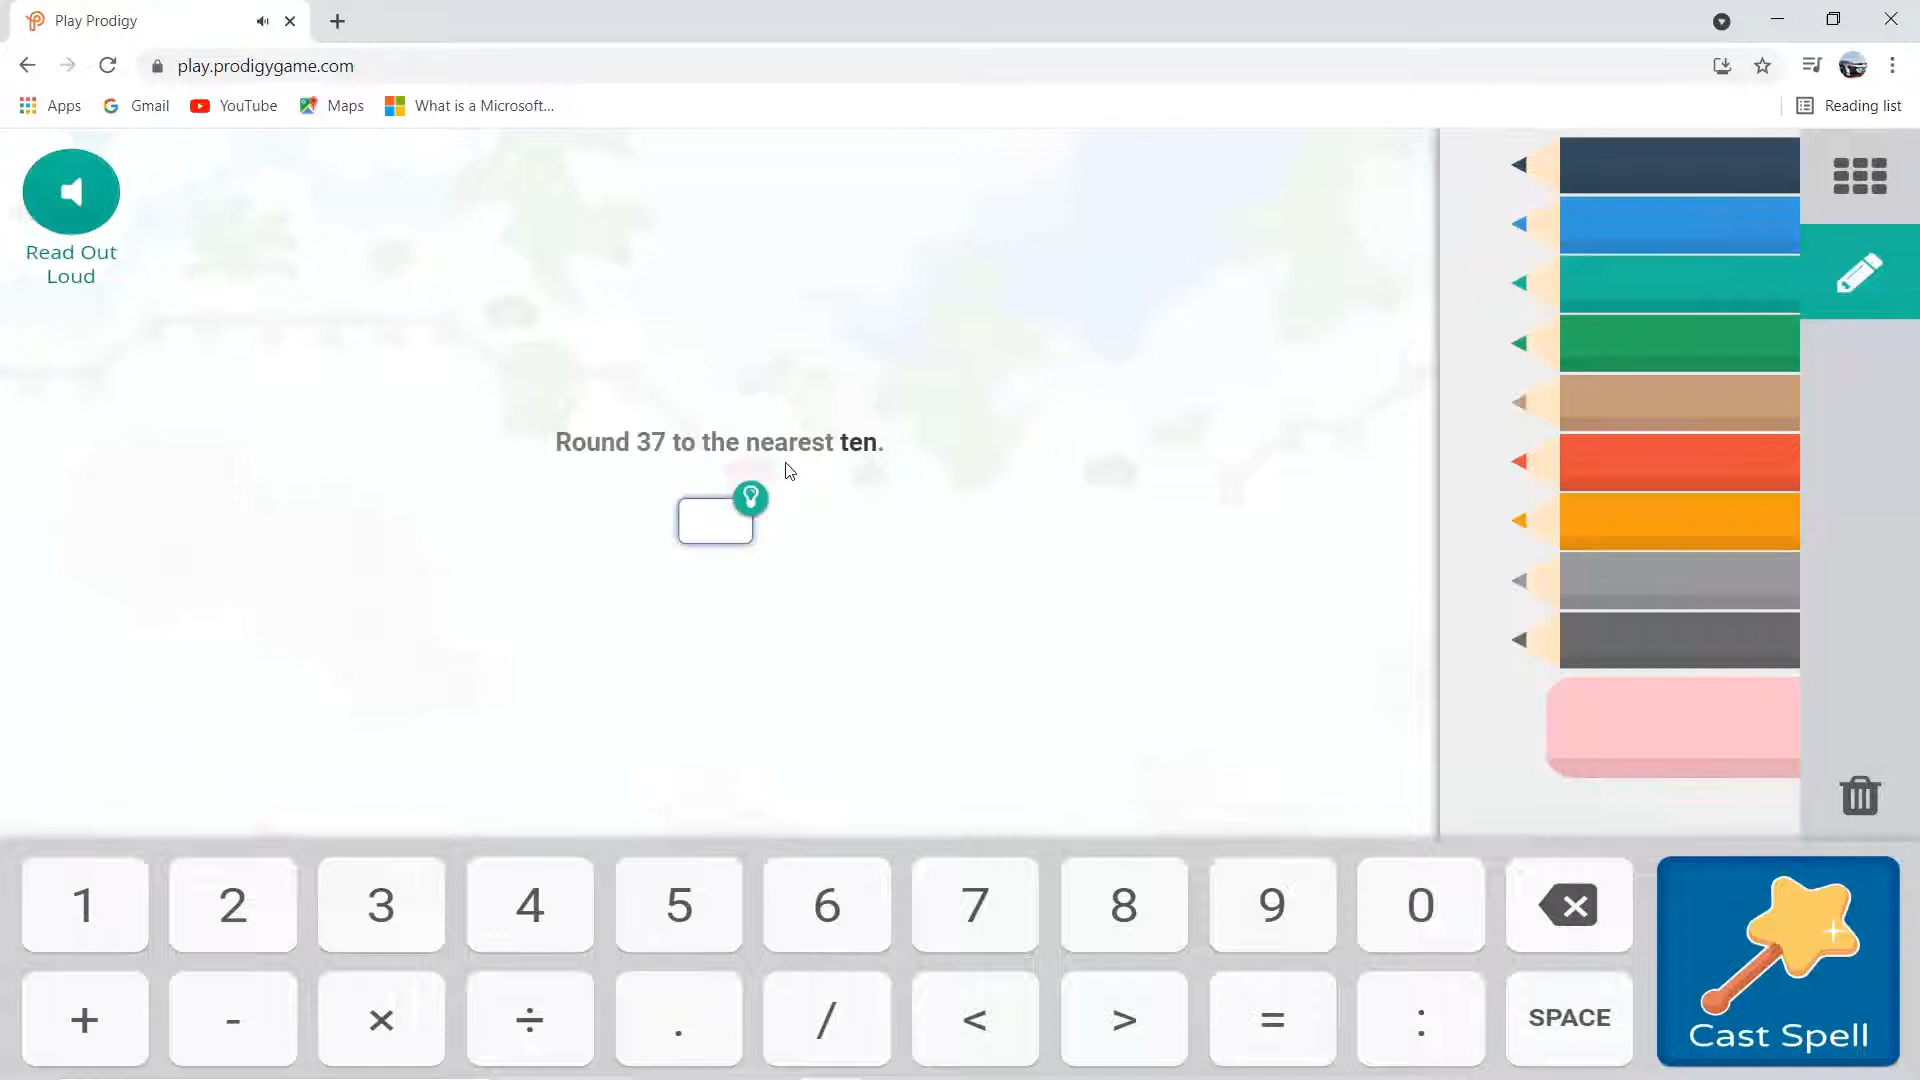 Play Prodigy
play.prodigygame.com
Apps Gmail YouTube Maps What is a Microsoft... Reading list
Read Out
Loud
Round 37 to the nearest ten.
1 2 3 4 5 6 7 8 9 0
+ - × ÷ . / < > = : SPACE
Cast Spell